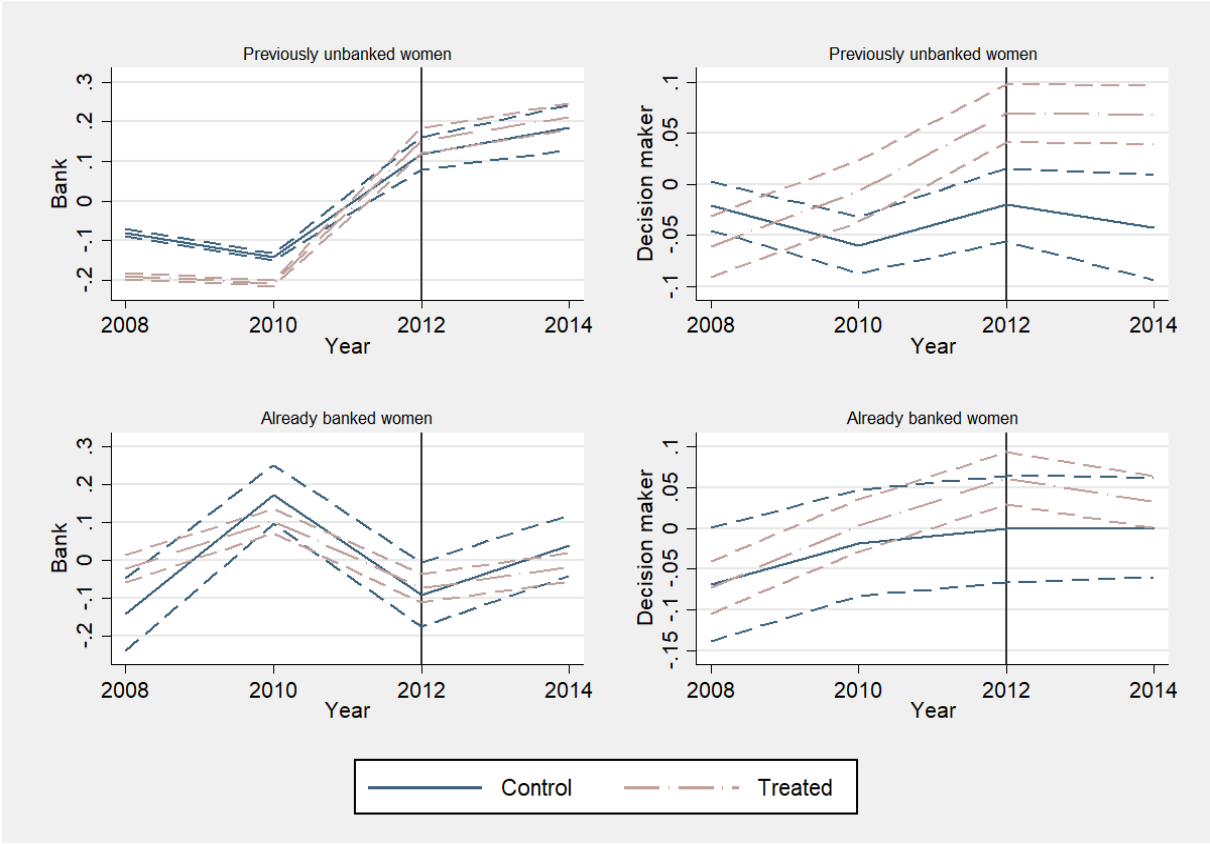 Previously unbanked women
.3
.2
.1
0
-.1
-.2
Bank
2008 2010 2012 2014
Year
Previously unbanked women
.1
.05
0
-.05
-.1
Decision maker
2008 2010 2012 2014
Year
Already banked women
.3
.2
.1
0
-.1
-.2
Bank
2008 2010 2012 2014
Year
Already banked women
.1
.05
0
-.05
-.1
-.15
Decision maker
2008 2010 2012 2014
Year
Control Treated